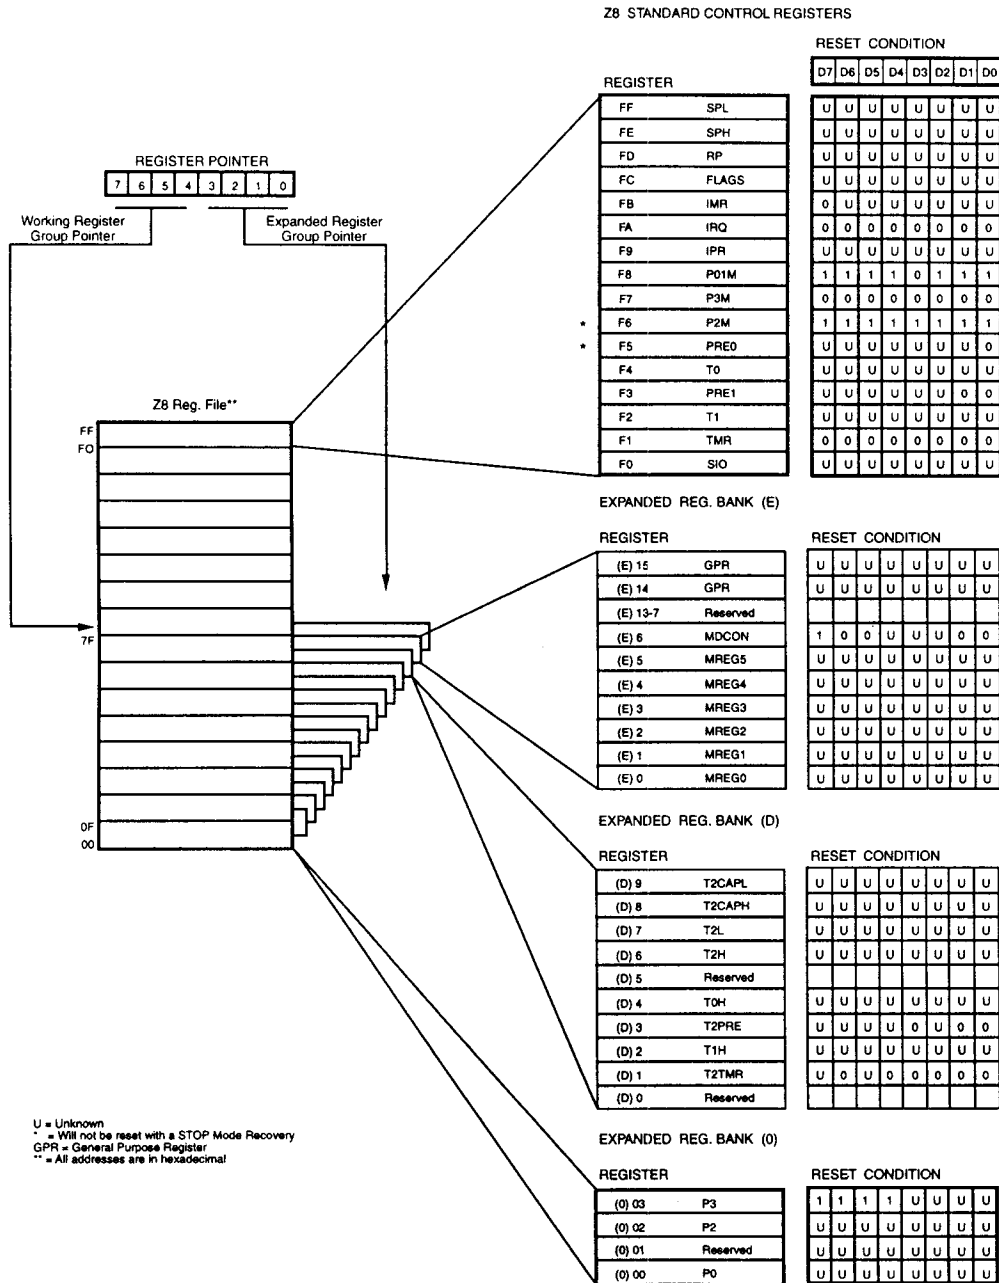 Z8 STANDARD CONTROL REGISTERS
RESET CONDITION
D7 D6 D5 D4 D3 D2 D1 D0
REGISTER
FF SPL U U U U U U U U
FE SPH U U U U U U U U
FD RP U U U U U U U U
FC FLAGS U U U U U U U U
FB IMR 0 U U U U U U U
FA IRQ 0 0 0 0 0 0 0 0
F9 IPR U U U U U U U U
F8 P01M 1 1 1 1 0 1 1 1
F7 P3M 0 0 0 0 0 0 0 0
* F6 P2M 1 1 1 1 1 1 1 1
* F5 PRE0 U U U U U U U 0
F4 T0 U U U U U U U U
F3 PRE1 U U U U U U 0 0
F2 T1 U U U U U U U U
F1 TMR 0 0 0 0 0 0 0 0
F0 SIO U U U U U U U U
REGISTER POINTER
7 6 5 4 3 2 1 0
Working Register Group Pointer
Expanded Register Group Pointer
Z8 Reg. File**
FF
FO
7F
0F
00
EXPANDED REG. BANK (E)
REGISTER RESET CONDITION
(E) 15 GPR U U U U U U U U
(E) 14 GPR U U U U U U U U
(E) 13-7 Reserved
(E) 6 MDCON 1 0 0 U U U 0 0
(E) 5 MREG5 U U U U U U U U
(E) 4 MREG4 U U U U U U U U
(E) 3 MREG3 U U U U U U U U
(E) 2 MREG2 U U U U U U U U
(E) 1 MREG1 U U U U U U U U
(E) 0 MREG0 U U U U U U U U
EXPANDED REG. BANK (D)
REGISTER RESET CONDITION
(D) 9 T2CAPL U U U U U U U U
(D) 8 T2CAPH U U U U U U U U
(D) 7 T2L U U U U U U U U
(D) 6 T2H U U U U U U U U
(D) 5 Reserved
(D) 4 T0H U U U U U U U U
(D) 3 T2PRE U U U U 0 U 0 0
(D) 2 T1H U U U U U U U U
(D) 1 T2TMR U 0 U 0 0 0 0 0
(D) 0 Reserved
EXPANDED REG. BANK (0)
REGISTER RESET CONDITION
(0) 03 P3 1 1 1 1 U U U U
(0) 02 P2 U U U U U U U U
(0) 01 Reserved U U U U U U U U
(0) 00 P0 U U U U U U U U
U = Unknown
* = Will not be reset with a STOP Mode Recovery
GPR = General Purpose Register
** = All addresses are in hexadecimal